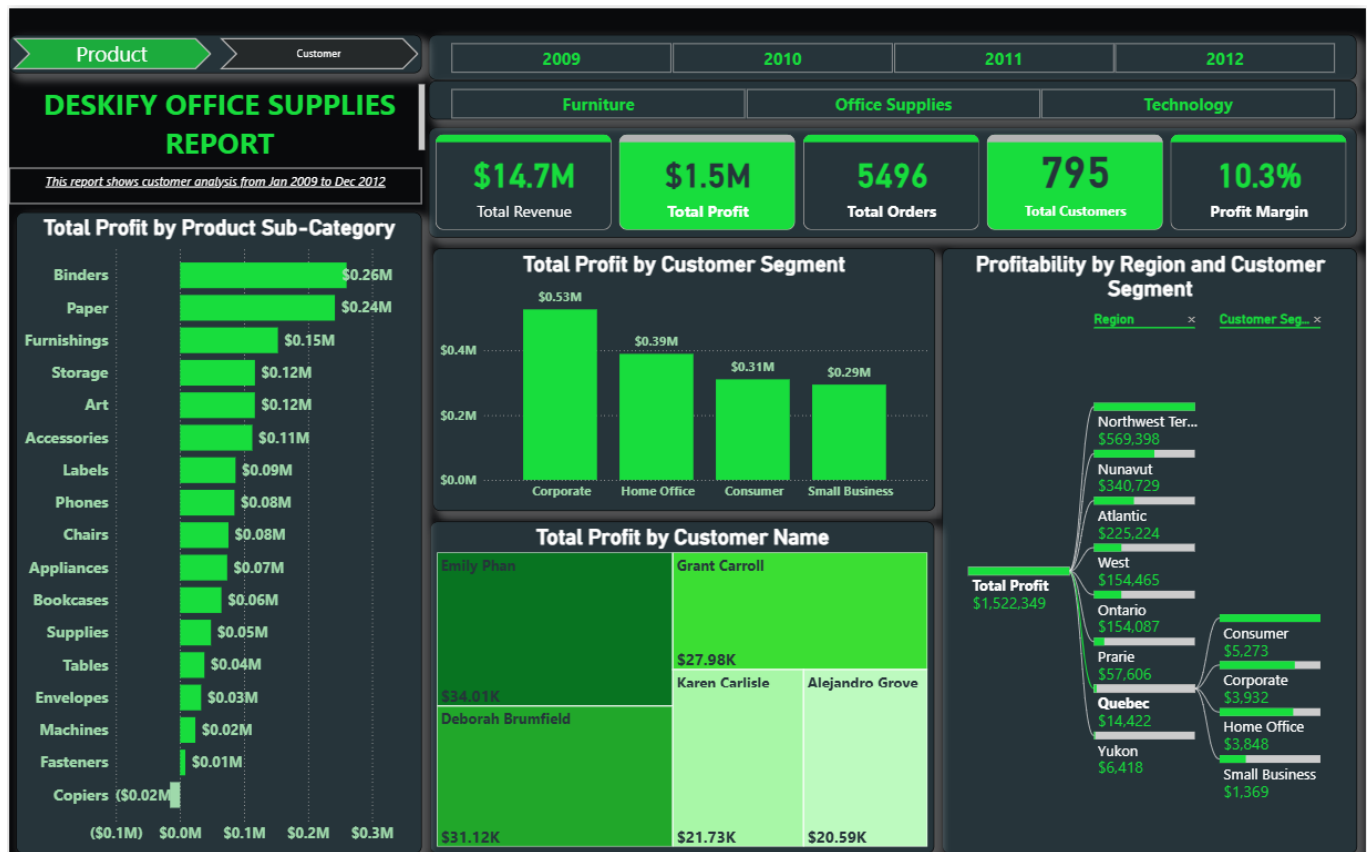 Product
Customer
2009
2010
2011
2012
DESKIFY OFFICE SUPPLIES
REPORT
This report shows customer analysis from Jan 2009 to Dec 2012
Furniture
Office Supplies
Technology
$14.7M
Total Revenue
$1.5M
Total Profit
5496
Total Orders
795
Total Customers
10.3%
Profit Margin
Total Profit by Product Sub-Category
Binders $0.26M
Paper $0.24M
Furnishings $0.15M
Storage $0.12M
Art $0.12M
Accessories $0.11M
Labels $0.09M
Phones $0.08M
Chairs $0.08M
Appliances $0.07M
Bookcases $0.06M
Supplies $0.05M
Tables $0.04M
Envelopes $0.03M
Machines $0.02M
Fasteners $0.01M
Copiers ($0.02M)
($0.1M) $0.0M $0.1M $0.2M $0.3M
Total Profit by Customer Segment
$0.53M
$0.39M
$0.31M
$0.29M
$0.4M
$0.2M
$0.0M
Corporate Home Office Consumer Small Business
Total Profit by Customer Name
Emily Phan
$34.01K
Deborah Brumfield
$31.12K
Grant Carroll
$27.98K
Karen Carlisle
$21.73K
Alejandro Grove
$20.59K
Profitability by Region and Customer
Segment
Region ×
Customer Seg... ×
Total Profit
$1,522,349
Northwest Ter...
$569,398
Nunavut
$340,729
Atlantic
$225,224
West
$154,465
Ontario
$154,087
Prarie
$57,606
Quebec
$14,422
Yukon
$6,418
Consumer
$5,273
Corporate
$3,932
Home Office
$3,848
Small Business
$1,369